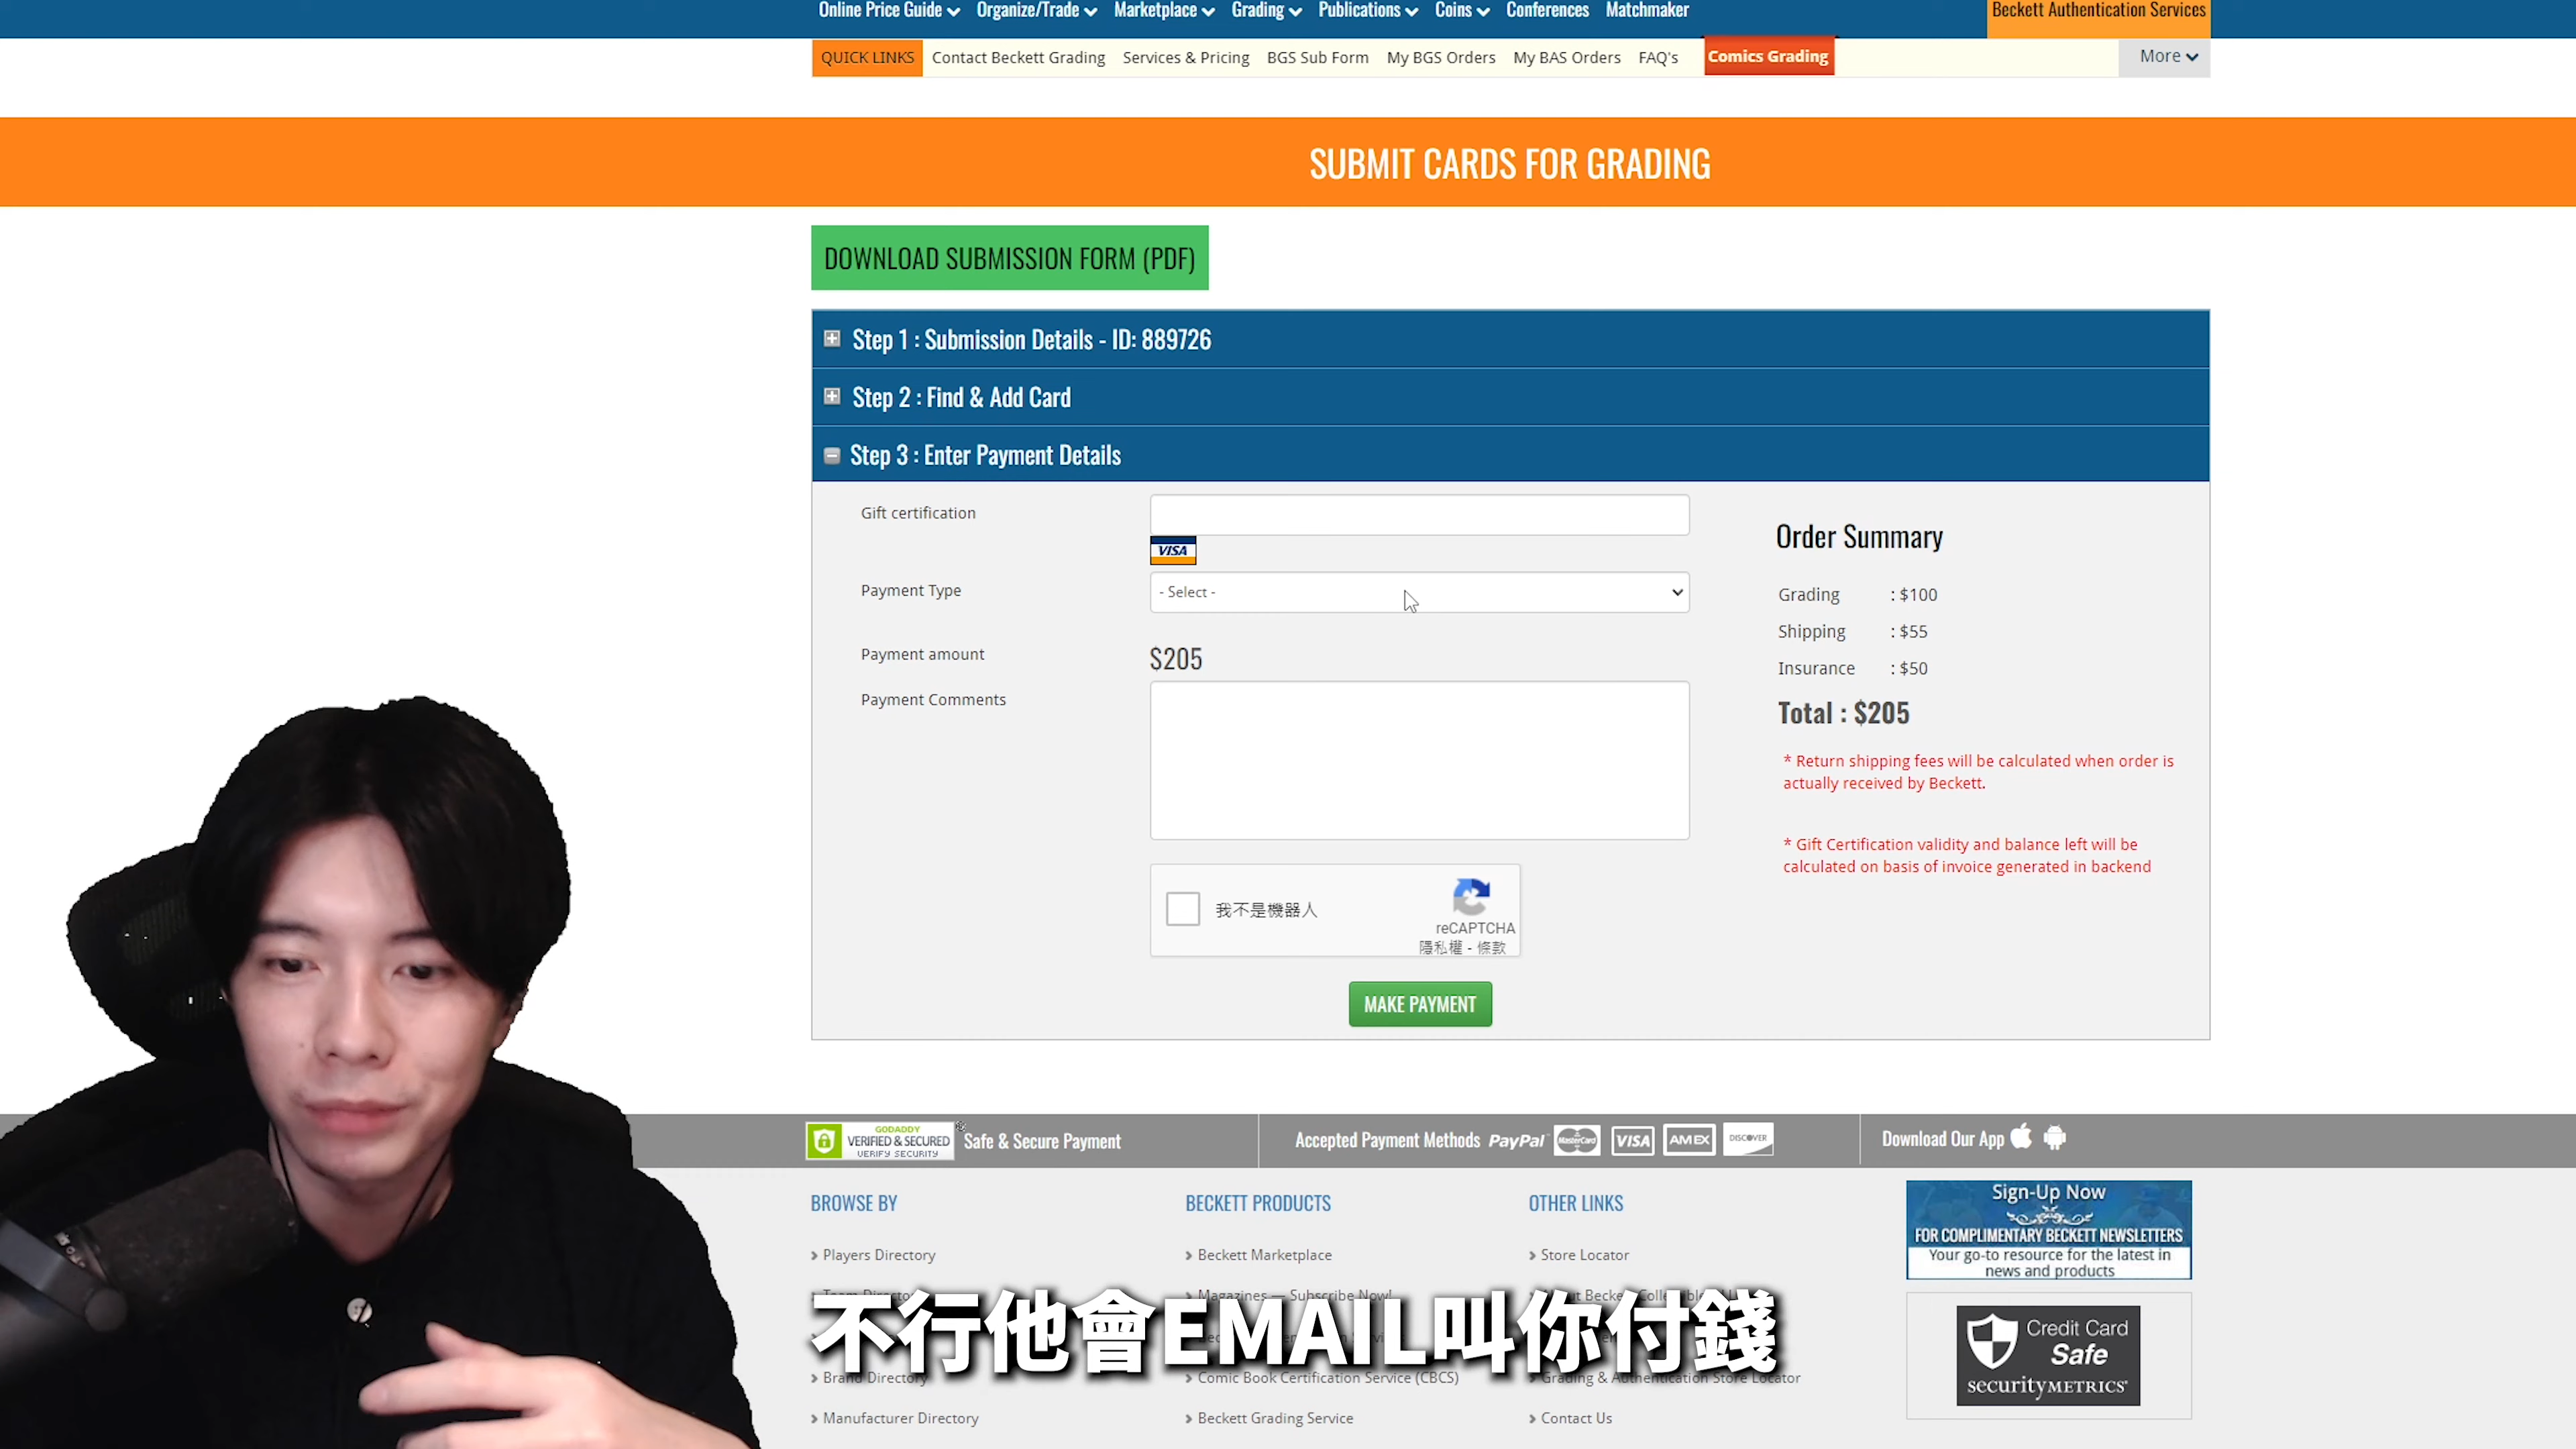 Online Price Guide Organize/Trade Marketplace Grading Publications Coins Conferences Matchmaker
Beckett Authentication Services
QUICK LINKS Contact Beckett Grading Services & Pricing BGS Sub Form My BGS Orders My BAS Orders FAQ's Comics Grading More
SUBMIT CARDS FOR GRADING
DOWNLOAD SUBMISSION FORM (PDF)
Step 1 : Submission Details - ID: 889726
Step 2 : Find & Add Card
Step 3 : Enter Payment Details
Gift certification
VISA
Payment Type - Select -
Payment amount $205
Payment Comments
Order Summary
Grading : $100
Shipping : $55
Insurance : $50
Total : $205
* Return shipping fees will be calculated when order is
actually received by Beckett.
* Gift Certification validity and balance left will be
calculated on basis of invoice generated in backend
我不是機器人
reCAPTCHA
隱私權 - 條款
MAKE PAYMENT
GODADDY
VERIFIED & SECURED
VERIFY SECURITY
Safe & Secure Payment
Accepted Payment Methods PayPal MasterCard VISA AMEX DISCOVER
Download Our App
BROWSE BY
Players Directory
Brand Directory
Manufacturer Directory
BECKETT PRODUCTS
Beckett Marketplace
Magazines — Subscribe Now!
Comic Book Certification Service (CBCS)
Beckett Grading Service
OTHER LINKS
Store Locator
Grading & Authentication Store Locator
Contact Us
Sign-Up Now
FOR COMPLIMENTARY BECKETT NEWSLETTERS
Your go-to resource for the latest in
news and products
Credit Card
Safe
securityMETRICS
不行他會EMAIL叫你付錢